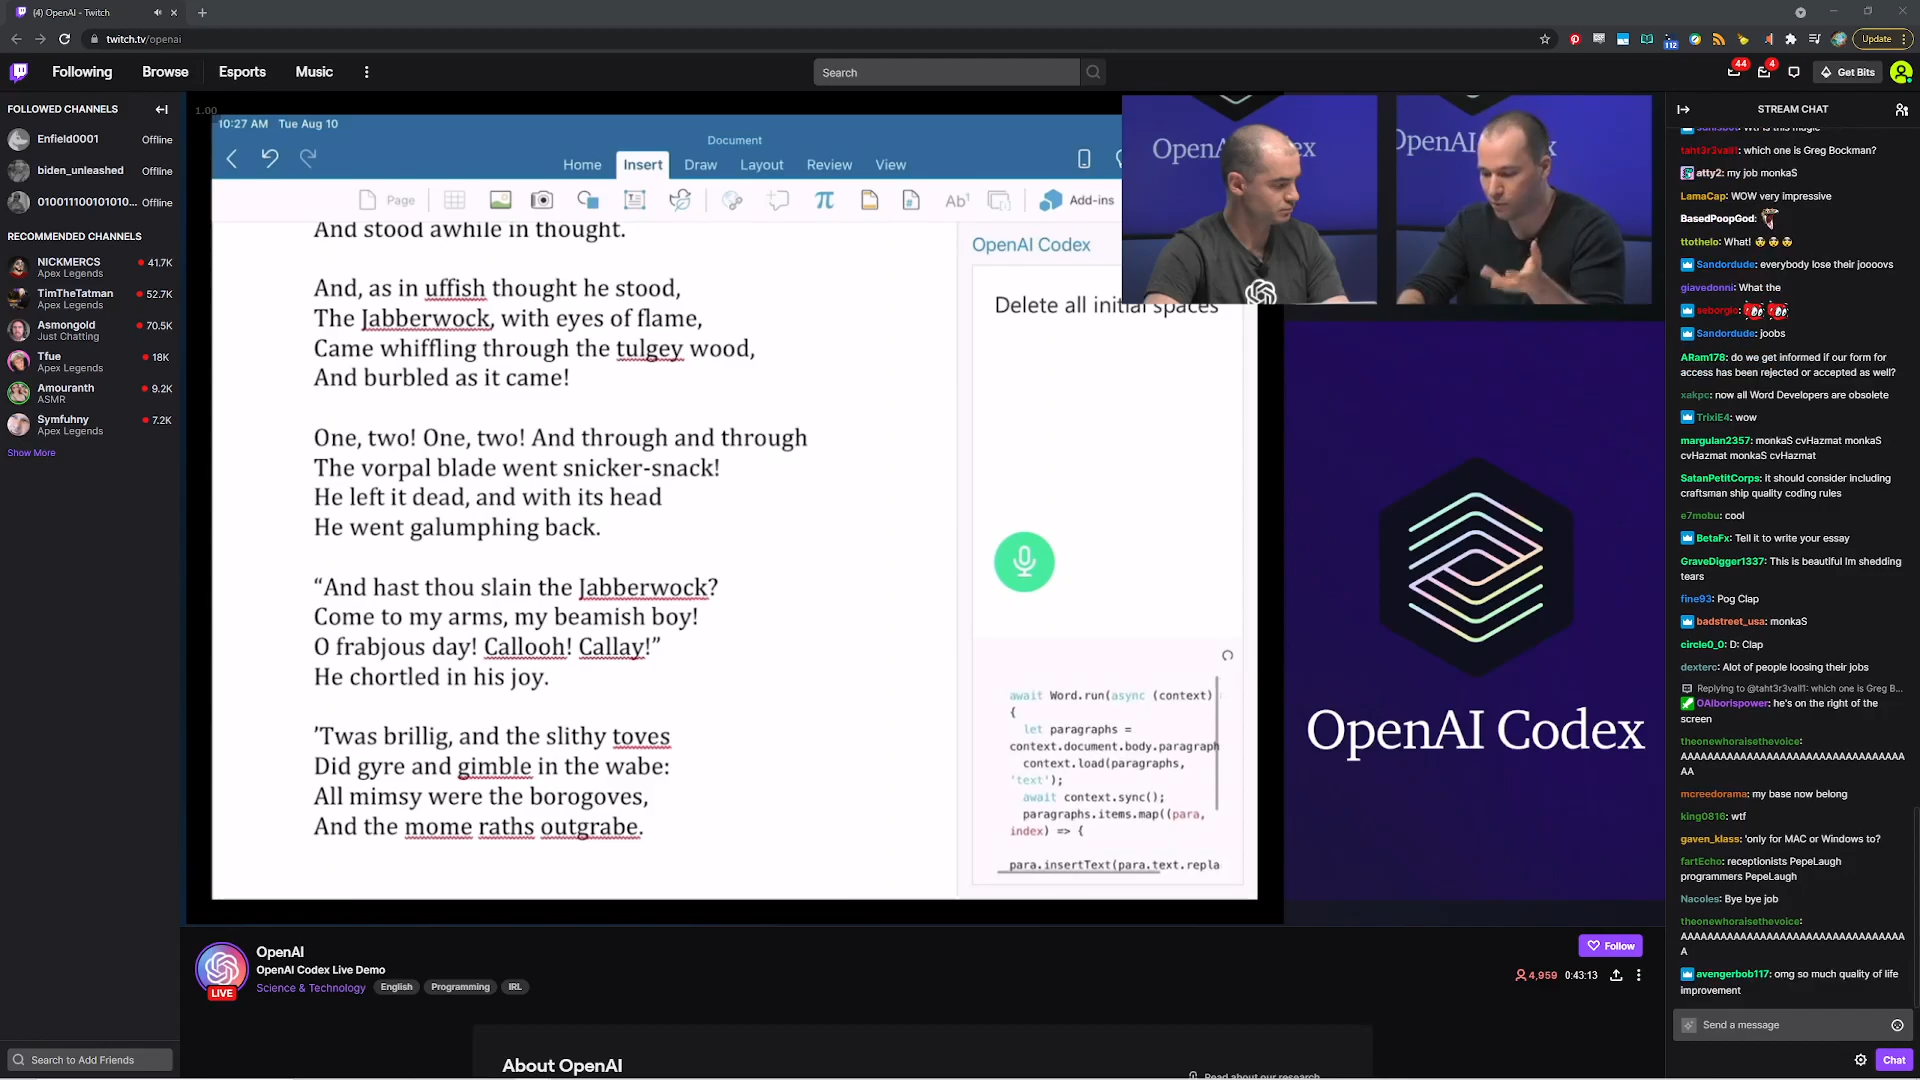 (4) OpenAI - Twitch
twitch.tv/openai
112
Update
Following
Browse
Esports
Music
Search
44
4
Get Bits
FOLLOWED CHANNELS
Enfield0001
Offline
biden_unleashed
Offline
010011100101010...
Offline
RECOMMENDED CHANNELS
NICKMERCS
41.7K
Apex Legends
TimTheTatman
52.7K
Apex Legends
Asmongold
70.5K
Just Chatting
Tfue
18K
Apex Legends
Amouranth
9.2K
ASMR
Symfuhny
7.2K
Apex Legends
Show More
Search to Add Friends
1.00
10:27 AM Tue Aug 10
Document
Home
Insert
Draw
Layout
Review
View
Page
Add-ins
And stood awhile in thought.
And, as in uffish thought he stood,
The Jabberwock, with eyes of flame,
Came whiffling through the tulgey wood,
And burbled as it came!
One, two! One, two! And through and through
The vorpal blade went snicker-snack!
He left it dead, and with its head
He went galumphing back.
“And hast thou slain the Jabberwock?
Come to my arms, my beamish boy!
O frabjous day! Callooh! Callay!”
He chortled in his joy.
’Twas brillig, and the slithy toves
Did gyre and gimble in the wabe:
All mimsy were the borogoves,
And the mome raths outgrabe.
OpenAI Codex
Delete all initial spaces
await Word.run(async (context)
{
let paragraphs =
context.document.body.paragraph
context.load(paragraphs,
'text');
await context.sync();
paragraphs.items.map((para,
index) => {
para.insertText(para.text.repla
OpenAI Codex
LIVE
OpenAI
OpenAI Codex Live Demo
Science & Technology
English
Programming
IRL
Follow
4,959
0:43:13
About OpenAI
Read about our research
STREAM CHAT
taht3r3vall1: which one is Greg Bockman?
atty2: my job monkaS
LamaCap: WOW very impressive
BasedPoopGod:
ttothelo: What!
Sandordude: everybody lose their joooovs
giavedonni: What the
seborgio:
Sandordude: joobs
ARam178: do we get informed if our form for
access has been rejected or accepted as well?
xakpc: now all Word Developers are obsolete
TrixiE4: wow
margulan2357: monkaS cvHazmat monkaS
cvHazmat monkaS
SatanPetitCorps: it should consider including
craftsman ship quality coding rules
e7mobu: cool
BetaFx: Tell it to write your essay
GraveDigger1337: This is beautiful Im shedding
tears
fine93: Pog Clap
badstreet_usa: monkaS
circle0_0: D: Clap
dexterc: Alot of people loosing their jobs
Replying to @taht3r3vall1: which one is Greg B...
OAIborispower: he's on the right of the
screen
theonewhoraisethevoice:
mcreedorama: my base now belong
king0816: wtf
gaven_klass: 'only for MAC or Windows to?
fartEcho: receptionists PepeLaugh
programmers PepeLaugh
Nacoles: Bye bye job
theonewhoraisethevoice:
avengerbob117: omg so much quality of life
improvement
Send a message
Chat